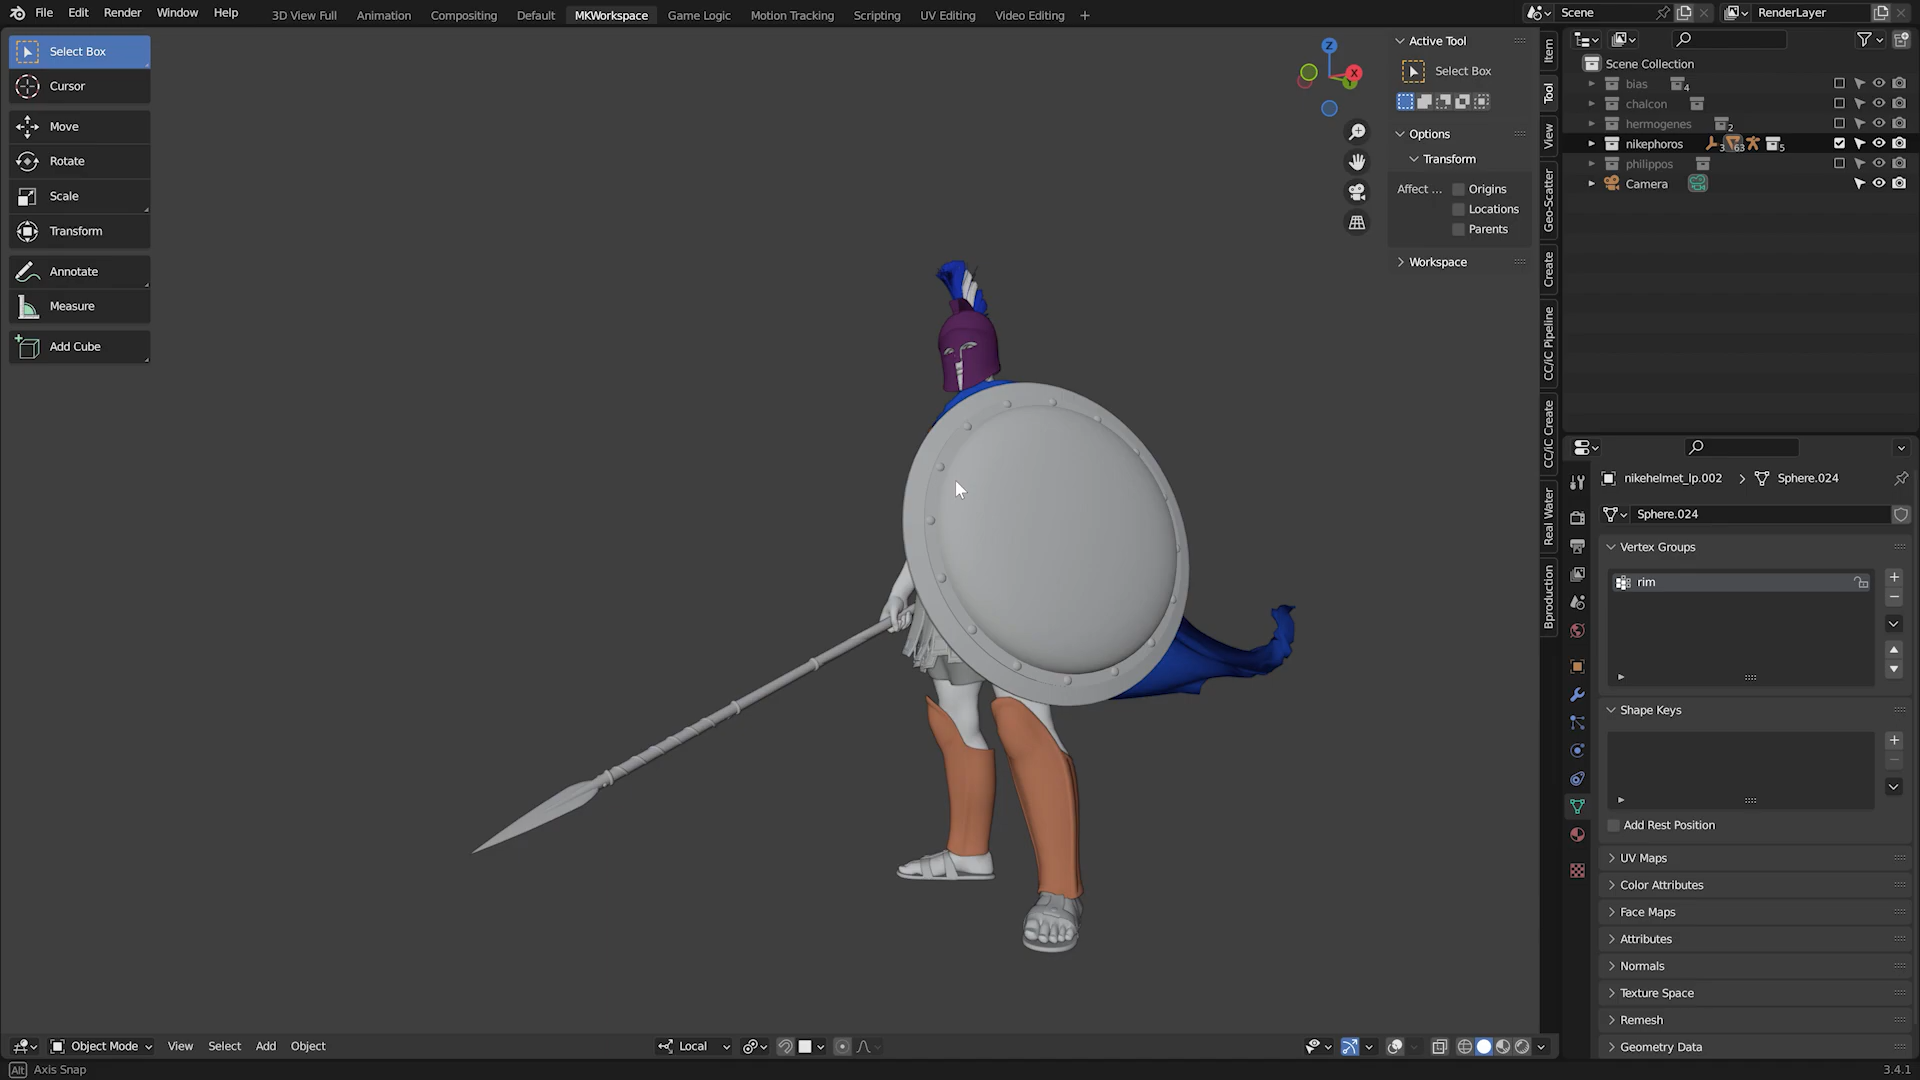 File Edit Render Window Help 3D View Full Animation Compositing Default MKWorkspace Game Logic Motion Tracking Scripting UV Editing Video Editing + Scene RenderLayer
Select Box
Cursor
Move
Rotate
Scale
Transform
Annotate
Measure
Add Cube
Z
X
Y
Active Tool
Select Box
Options
Transform
Affect ... Origins
Locations
Parents
Workspace
Item
Tool
View
Geo-Scatter
Create
CC/iC Pipeline
CC/iC Create
Real Water
Bproduction
Scene Collection
bias 4
chalcon
hermogenes 2
nikephoros 3 63 5
philippos
Camera
nikehelmet_lp.002 > Sphere.024
Sphere.024
Vertex Groups
rim
Shape Keys
Add Rest Position
UV Maps
Color Attributes
Face Maps
Attributes
Normals
Texture Space
Remesh
Geometry Data
Object Mode View Select Add Object Local
Alt Axis Snap 3.4.1